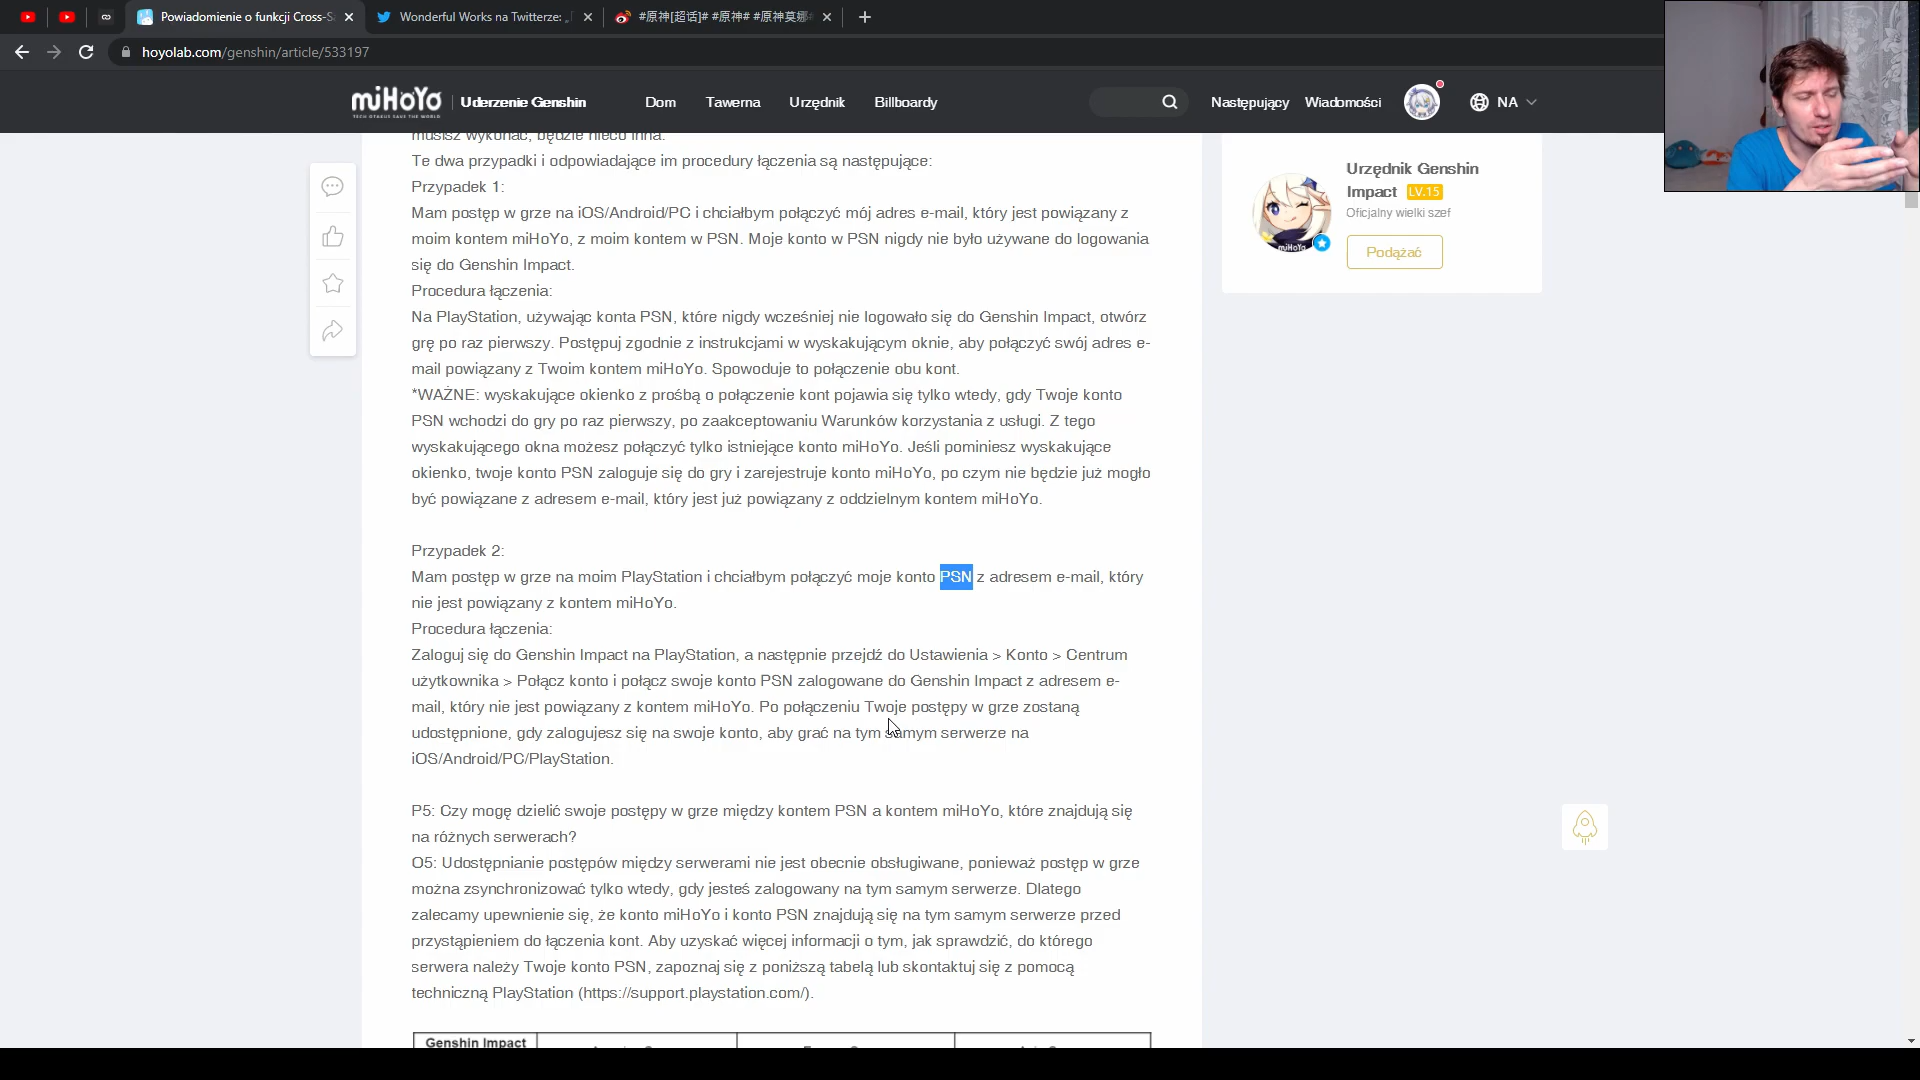 Powiadomienie o funkcji Cross-S
Wonderful Works na Twitterze: „
#原神[超话]# #原神# #原神莫娜#
hoyolab.com/genshin/article/533197
miHoYo
TECH OTAKUS SAVE THE WORLD
Uderzenie Genshin
Dom
Tawerna
Urzędnik
Billboardy
Następujący
Wiadomości
NA
musisz wykonać, będzie nieco inna.
Te dwa przypadki i odpowiadające im procedury łączenia są następujące:
Przypadek 1:
Mam postęp w grze na iOS/Android/PC i chciałbym połączyć mój adres e-mail, który jest powiązany z
moim kontem miHoYo, z moim kontem w PSN. Moje konto w PSN nigdy nie było używane do logowania
się do Genshin Impact.
Procedura łączenia:
Na PlayStation, używając konta PSN, które nigdy wcześniej nie logowało się do Genshin Impact, otwórz
grę po raz pierwszy. Postępuj zgodnie z instrukcjami w wyskakującym oknie, aby połączyć swój adres e-
mail powiązany z Twoim kontem miHoYo. Spowoduje to połączenie obu kont.
*WAŻNE: wyskakujące okienko z prośbą o połączenie kont pojawia się tylko wtedy, gdy Twoje konto
PSN wchodzi do gry po raz pierwszy, po zaakceptowaniu Warunków korzystania z usługi. Z tego
wyskakującego okna możesz połączyć tylko istniejące konto miHoYo. Jeśli pominiesz wyskakujące
okienko, twoje konto PSN zaloguje się do gry i zarejestruje konto miHoYo, po czym nie będzie już mogło
być powiązane z adresem e-mail, który jest już powiązany z oddzielnym kontem miHoYo.
Przypadek 2:
Mam postęp w grze na moim PlayStation i chciałbym połączyć moje konto PSN z adresem e-mail, który
nie jest powiązany z kontem miHoYo.
Procedura łączenia:
Zaloguj się do Genshin Impact na PlayStation, a następnie przejdź do Ustawienia > Konto > Centrum
użytkownika > Połącz konto i połącz swoje konto PSN zalogowane do Genshin Impact z adresem e-
mail, który nie jest powiązany z kontem miHoYo. Po połączeniu Twoje postępy w grze zostaną
udostępnione, gdy zalogujesz się na swoje konto, aby grać na tym samym serwerze na
iOS/Android/PC/PlayStation.
P5: Czy mogę dzielić swoje postępy w grze między kontem PSN a kontem miHoYo, które znajdują się
na różnych serwerach?
O5: Udostępnianie postępów między serwerami nie jest obecnie obsługiwane, ponieważ postęp w grze
można zsynchronizować tylko wtedy, gdy jesteś zalogowany na tym samym serwerze. Dlatego
zalecamy upewnienie się, że konto miHoYo i konto PSN znajdują się na tym samym serwerze przed
przystąpieniem do łączenia kont. Aby uzyskać więcej informacji o tym, jak sprawdzić, do którego
serwera należy Twoje konto PSN, zapoznaj się z poniższą tabelą lub skontaktuj się z pomocą
techniczną PlayStation (https://support.playstation.com/).
Genshin Impact
Urzędnik Genshin
Impact LV.15
Oficjalny wielki szef
miHoYo
Podążać